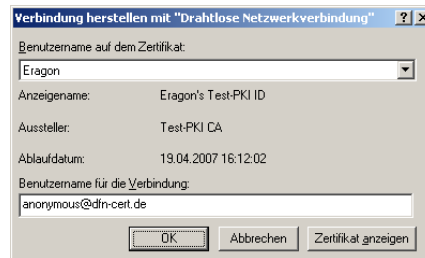 Verbindung herstellen mit "Drahtlose Netzwerkverbindung"
Benutzername auf dem Zertifikat:
Eragon
Anzeigename: Eragon's Test-PKI ID
Aussteller: Test-PKI CA
Ablaufdatum: 19.04.2007 16:12:02
Benutzername für die Verbindung:
anonymous@dfn-cert.de
OK Abbrechen Zertifikat anzeigen